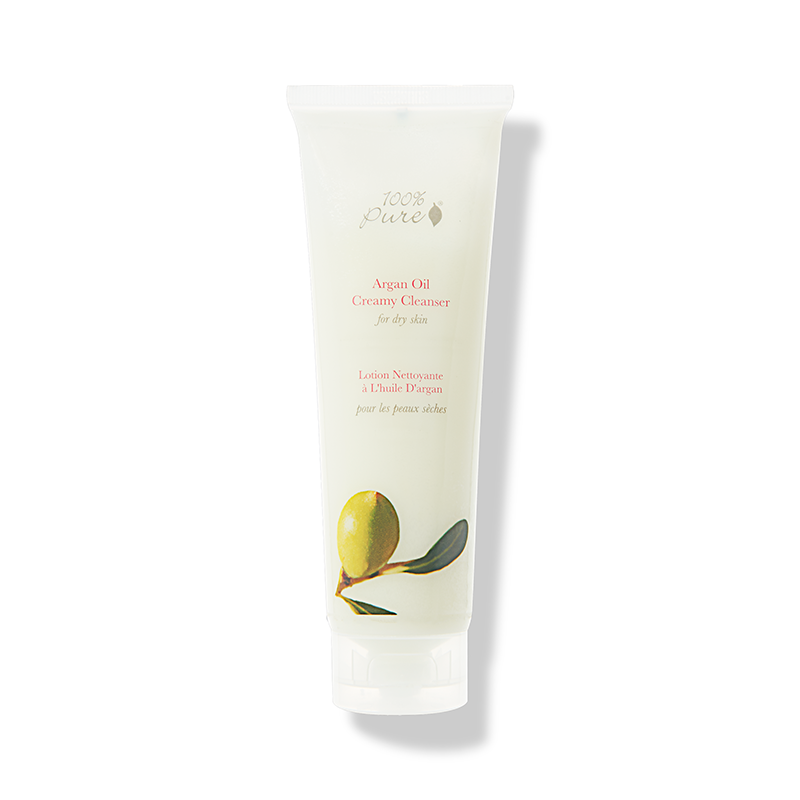 100%
Pure®
Argan Oil
Creamy Cleanser
for dry skin
Lotion Nettoyante
à L'huile D'argan
pour les peaux sèches